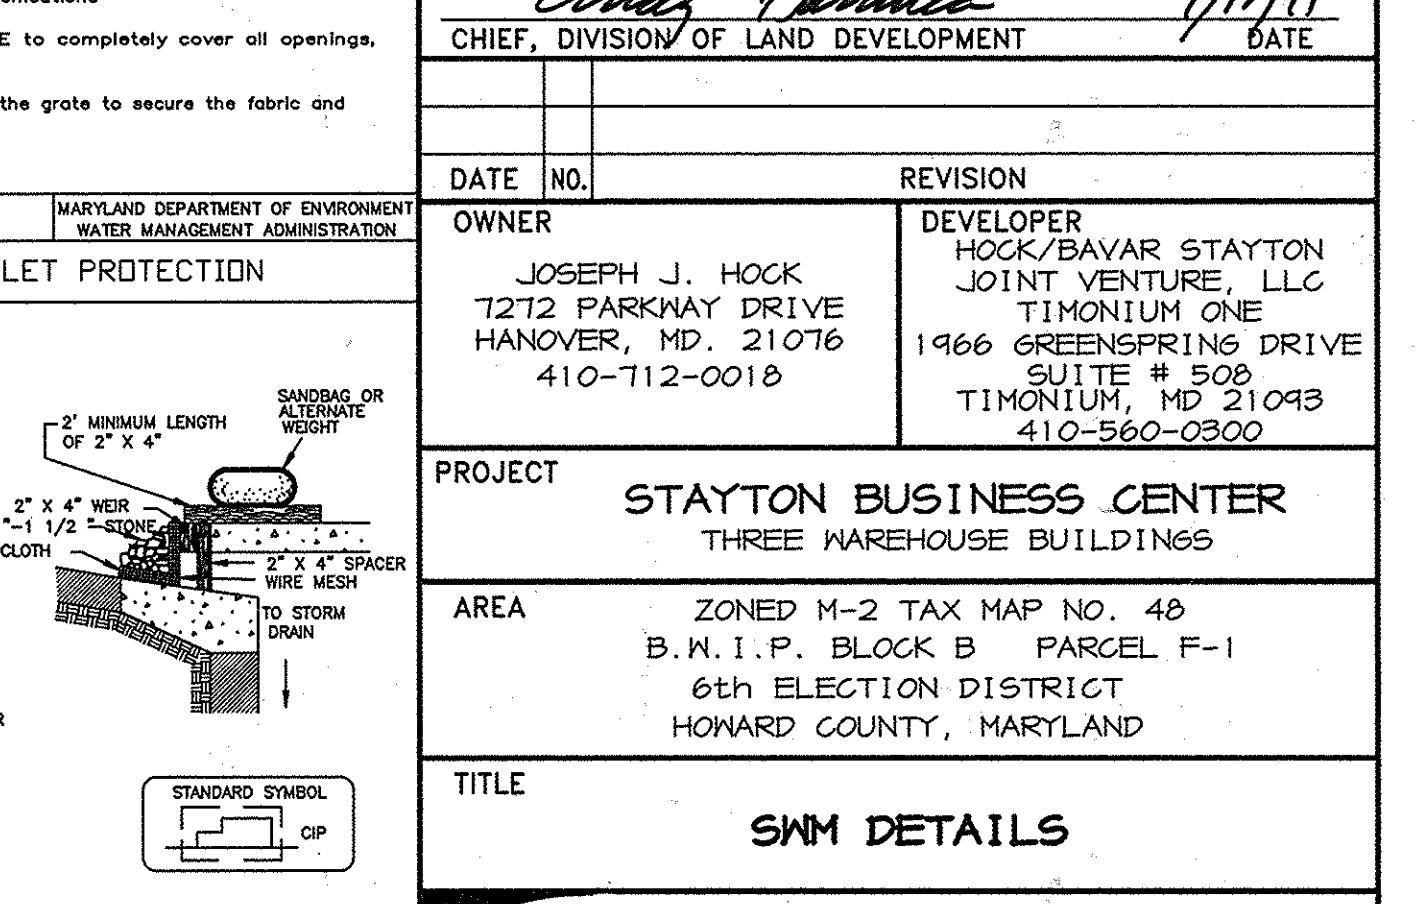 E to completely cover all openings,
the grate to secure the fabric and
MARYLAND DEPARTMENT OF ENVIRONMENT
WATER MANAGEMENT ADMINISTRATION
LET PROTECTION
SANDBAG OR
ALTERNATE
WEIGHT
2' MINIMUM LENGTH
OF 2" X 4"
2" X 4" WEIR
"-1 1/2 " STONE
CLOTH
2" X 4" SPACER
WIRE MESH
TO STORM
DRAIN
R
STANDARD SYMBOL
CIP
CHIEF, DIVISION OF LAND DEVELOPMENT DATE
DATE NO. REVISION
OWNER
JOSEPH J. HOCK
7272 PARKWAY DRIVE
HANOVER, MD. 21076
410-712-0018
DEVELOPER
HOCK/BAVAR STAYTON
JOINT VENTURE, LLC
TIMONIUM ONE
1966 GREENSPRING DRIVE
SUITE # 508
TIMONIUM, MD 21093
410-560-0300
PROJECT
STAYTON BUSINESS CENTER
THREE WAREHOUSE BUILDINGS
AREA
ZONED M-2 TAX MAP NO. 48
B.W.I.P. BLOCK B PARCEL F-1
6th ELECTION DISTRICT
HOWARD COUNTY, MARYLAND
TITLE
SWM DETAILS